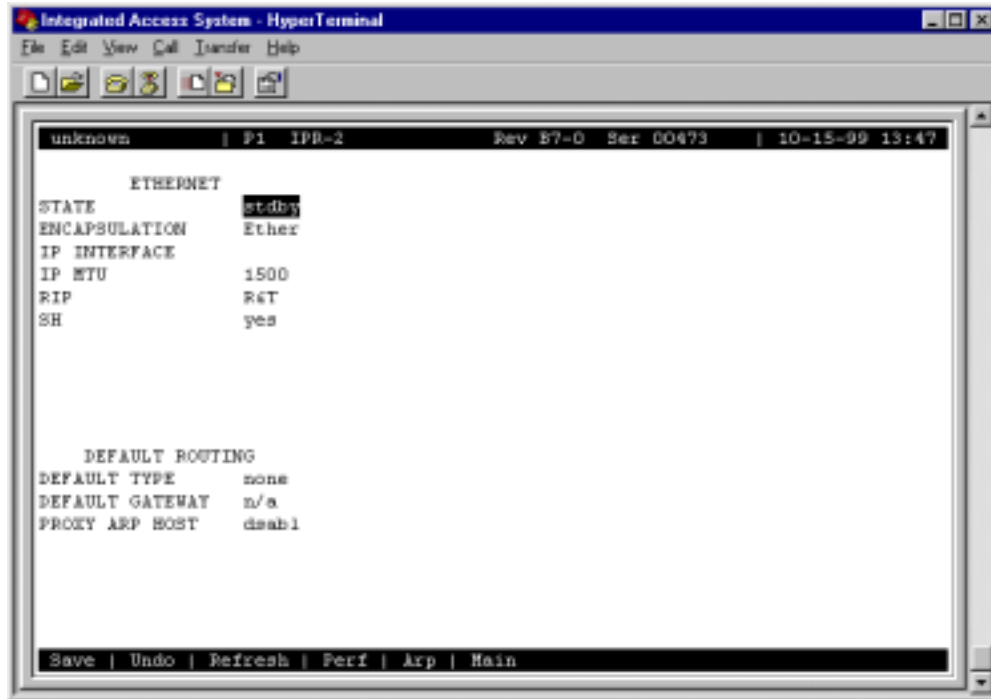 Integrated Access System - HyperTerminal
File Edit View Call Transfer Help
unknown | P1 IPR-2 Rev B7-0 Ser 00473 | 10-15-99 13:47
ETHERNET
STATE stdby
ENCAPSULATION Ether
IP INTERFACE
IP MTU 1500
RIP R&T
SH yes
DEFAULT ROUTING
DEFAULT TYPE none
DEFAULT GATEWAY n/a
PROXY ARP HOST dsabl
Save | Undo | Refresh | Perf | Arp | Main